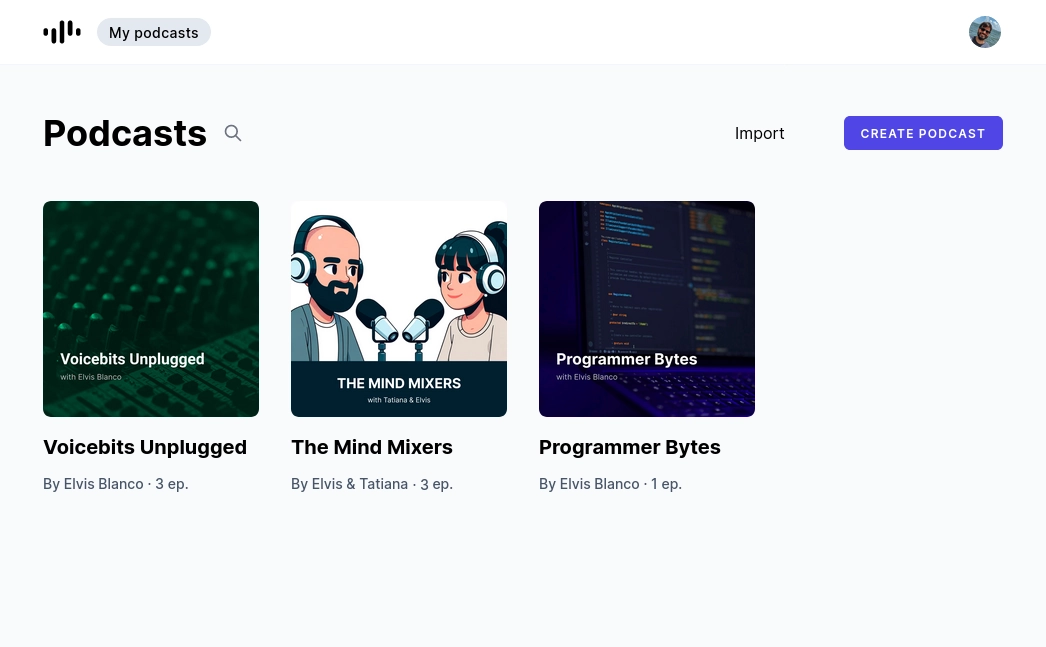 My podcasts
Podcasts
Import
CREATE PODCAST
Voicebits Unplugged
with Elvis Blanco
THE MIND MIXERS
with Tatiana & Elvis
Programmer Bytes
with Elvis Blanco
Voicebits Unplugged
The Mind Mixers
Programmer Bytes
By Elvis Blanco · 3 ep.
By Elvis & Tatiana · 3 ep.
By Elvis Blanco · 1 ep.